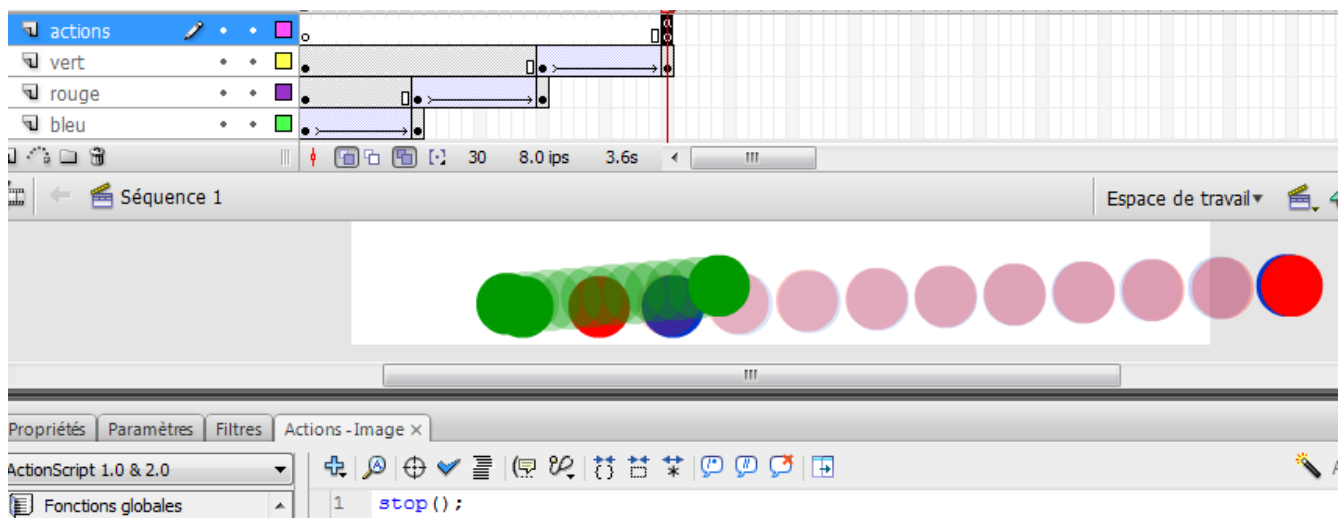 actions
vert
rouge
bleu
30 8.0 ips 3.6s
Séquence 1 Espace de travail
Propriétés Paramètres Filtres Actions - Image
ActionScript 1.0 & 2.0
Fonctions globales 1 stop();